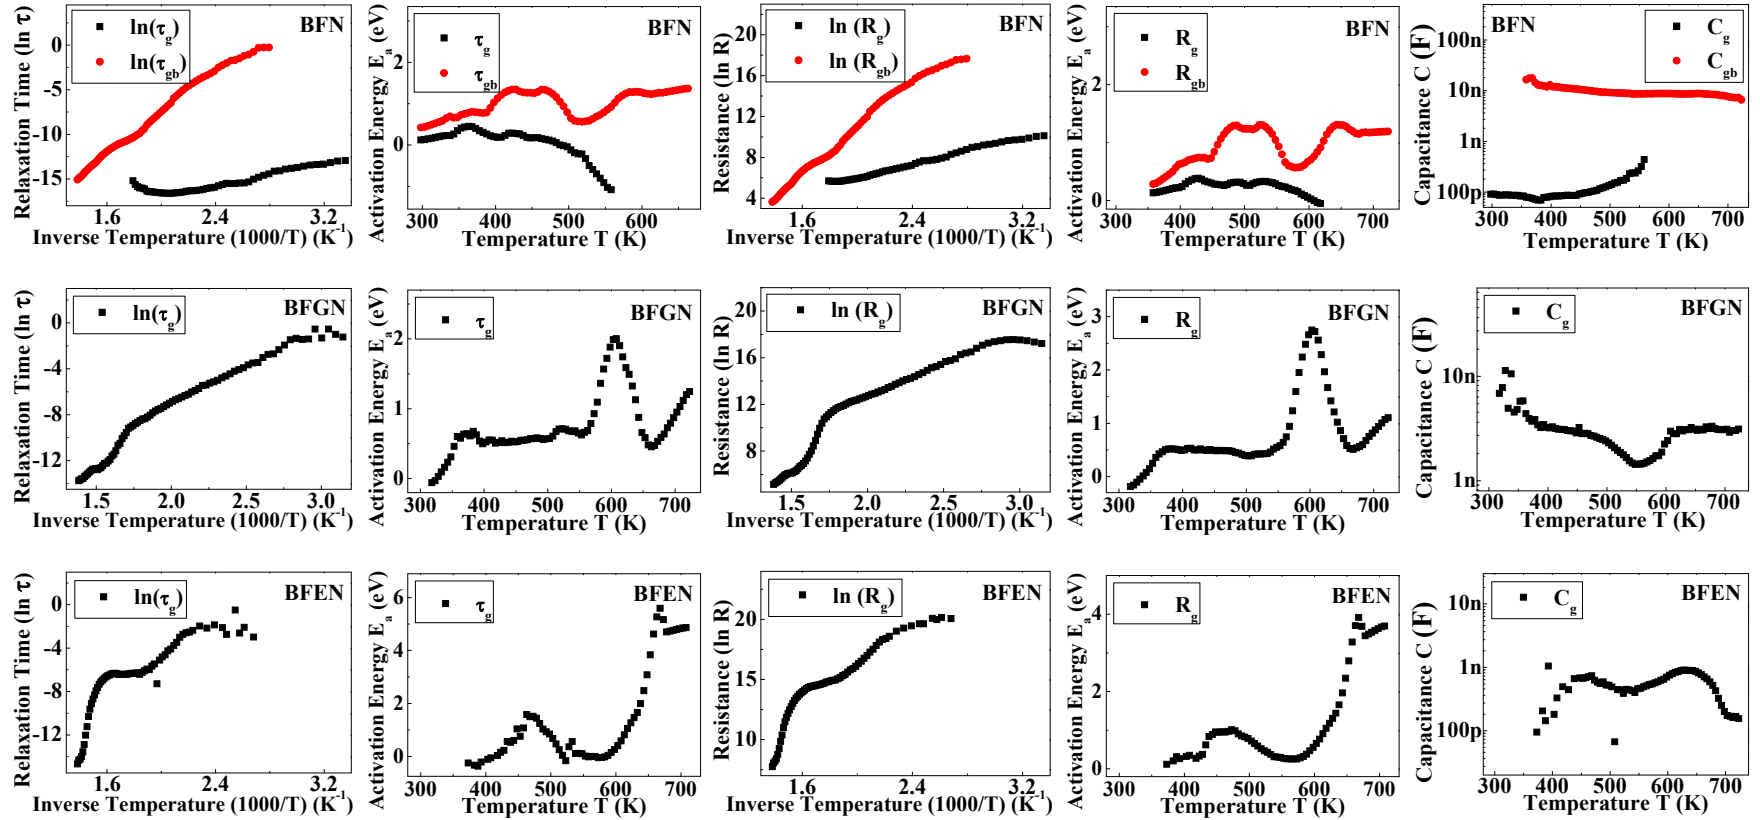 Relaxation Time (ln τ)
0
-5
-10
-15
ln(τg)
ln(τgb)
BFN
1.6 2.4 3.2
Inverse Temperature (1000/T) (K-1)
Activation Energy Ea (eV)
2
0
τg
τgb
BFN
300 400 500 600
Temperature T (K)
Resistance (ln R)
20
16
12
8
4
ln (Rg)
ln (Rgb)
BFN
1.6 2.4 3.2
Inverse Temperature (1000/T) (K-1)
Activation Energy Ea (eV)
2
0
Rg
Rgb
BFN
300 400 500 600 700
Temperature T (K)
Capacitance C (F)
100n
10n
1n
100p
BFN
Cg
Cgb
300 400 500 600 700
Temperature T (K)
Relaxation Time (ln τ)
0
-4
-8
-12
ln(τg)
BFGN
1.5 2.0 2.5 3.0
Inverse Temperature (1000/T) (K-1)
Activation Energy Ea (eV)
2
1
0
τg
BFGN
300 400 500 600 700
Temperature T (K)
Resistance (ln R)
20
16
12
8
ln (Rg)
BFGN
1.5 2.0 2.5 3.0
Inverse Temperature (1000/T) (K-1)
Activation Energy Ea (eV)
3
2
1
0
Rg
BFGN
300 400 500 600 700
Temperature T (K)
Capacitance C (F)
10n
1n
Cg
BFGN
300 400 500 600 700
Temperature T (K)
Relaxation Time (ln τ)
0
-4
-8
-12
ln(τg)
BFEN
1.6 2.4 3.2
Inverse Temperature (1000/T) (K-1)
Activation Energy Ea (eV)
6
4
2
0
τg
BFEN
300 400 500 600 700
Temperature T (K)
Resistance (ln R)
20
15
10
ln (Rg)
BFEN
1.6 2.4 3.2
Inverse Temperature (1000/T) (K-1)
Activation Energy Ea (eV)
4
2
0
Rg
BFEN
300 400 500 600 700
Temperature T (K)
Capacitance C (F)
10n
1n
100p
Cg
BFEN
300 400 500 600 700
Temperature T (K)